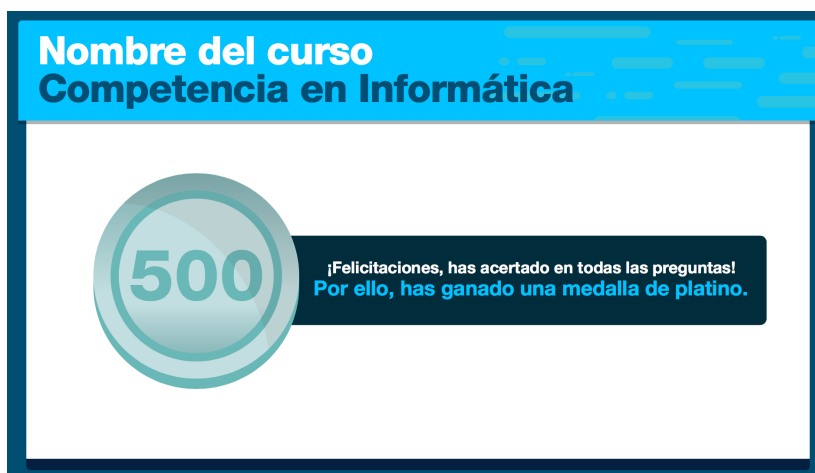 Nombre del curso
Competencia en Informática
500
¡Felicitaciones, has acertado en todas las preguntas!
Por ello, has ganado una medalla de platino.